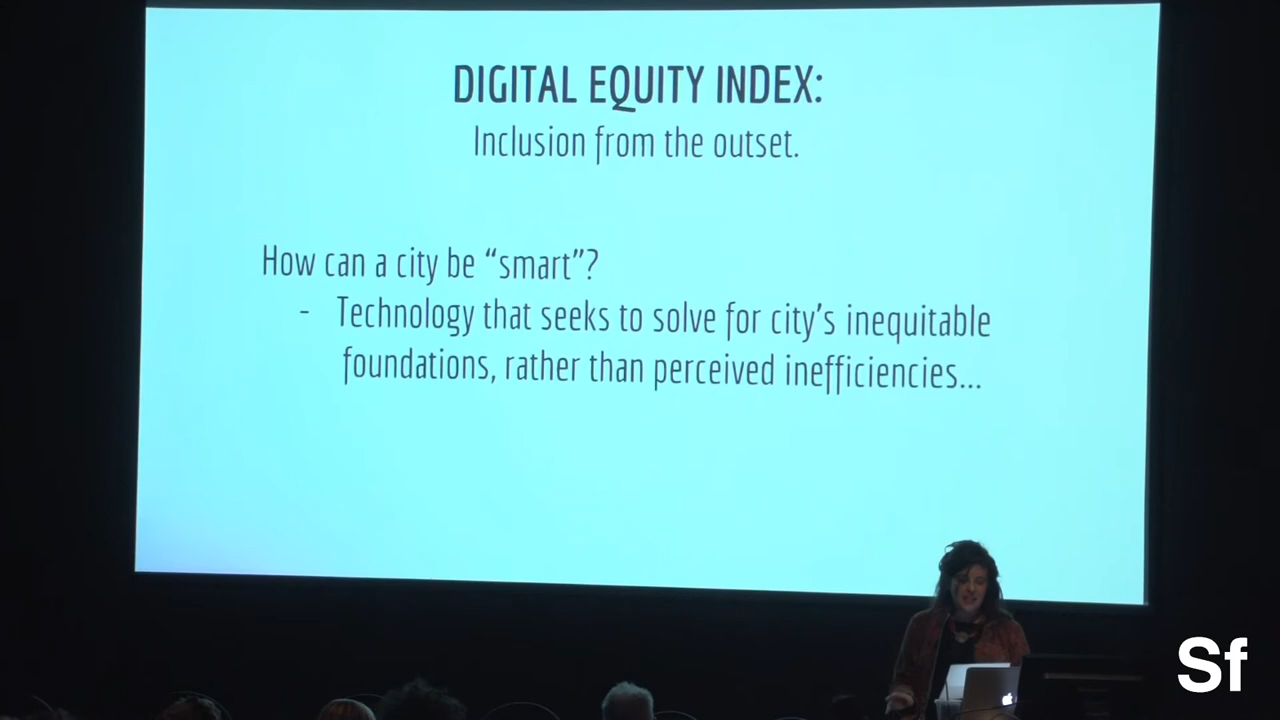 DIGITAL EQUITY INDEX:
Inclusion from the outset.
How can a city be “smart”?
- Technology that seeks to solve for city’s inequitable
foundations, rather than perceived inefficiencies...
Sf